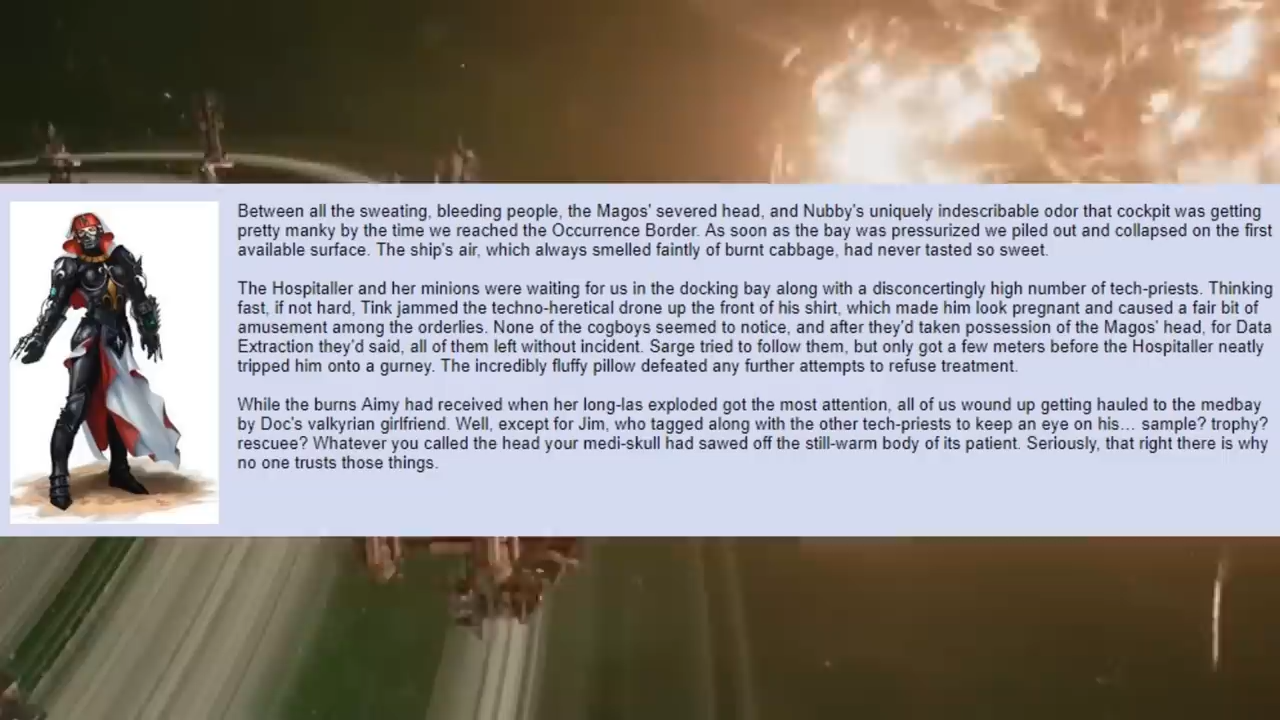 Between all the sweating, bleeding people, the Magos' severed head, and Nubby's uniquely indescribable odor that cockpit was getting
pretty manky by the time we reached the Occurrence Border. As soon as the bay was pressurized we piled out and collapsed on the first
available surface. The ship's air, which always smelled faintly of burnt cabbage, had never tasted so sweet.
The Hospitaller and her minions were waiting for us in the docking bay along with a disconcertingly high number of tech-priests. Thinking
fast, if not hard, Tink jammed the techno-heretical drone up the front of his shirt, which made him look pregnant and caused a fair bit of
amusement among the orderlies. None of the cogboys seemed to notice, and after they'd taken possession of the Magos' head, for Data
Extraction they'd said, all of them left without incident. Sarge tried to follow them, but only got a few meters before the Hospitaller neatly
tripped him onto a gurney. The incredibly fluffy pillow defeated any further attempts to refuse treatment.
While the burns Aimy had received when her long-las exploded got the most attention, all of us wound up getting hauled to the medbay
by Doc's valkyrian girlfriend. Well, except for Jim, who tagged along with the other tech-priests to keep an eye on his... sample? trophy?
rescuee? Whatever you called the head your medi-skull had sawed off the still-warm body of its patient. Seriously, that right there is why
no one trusts those things.